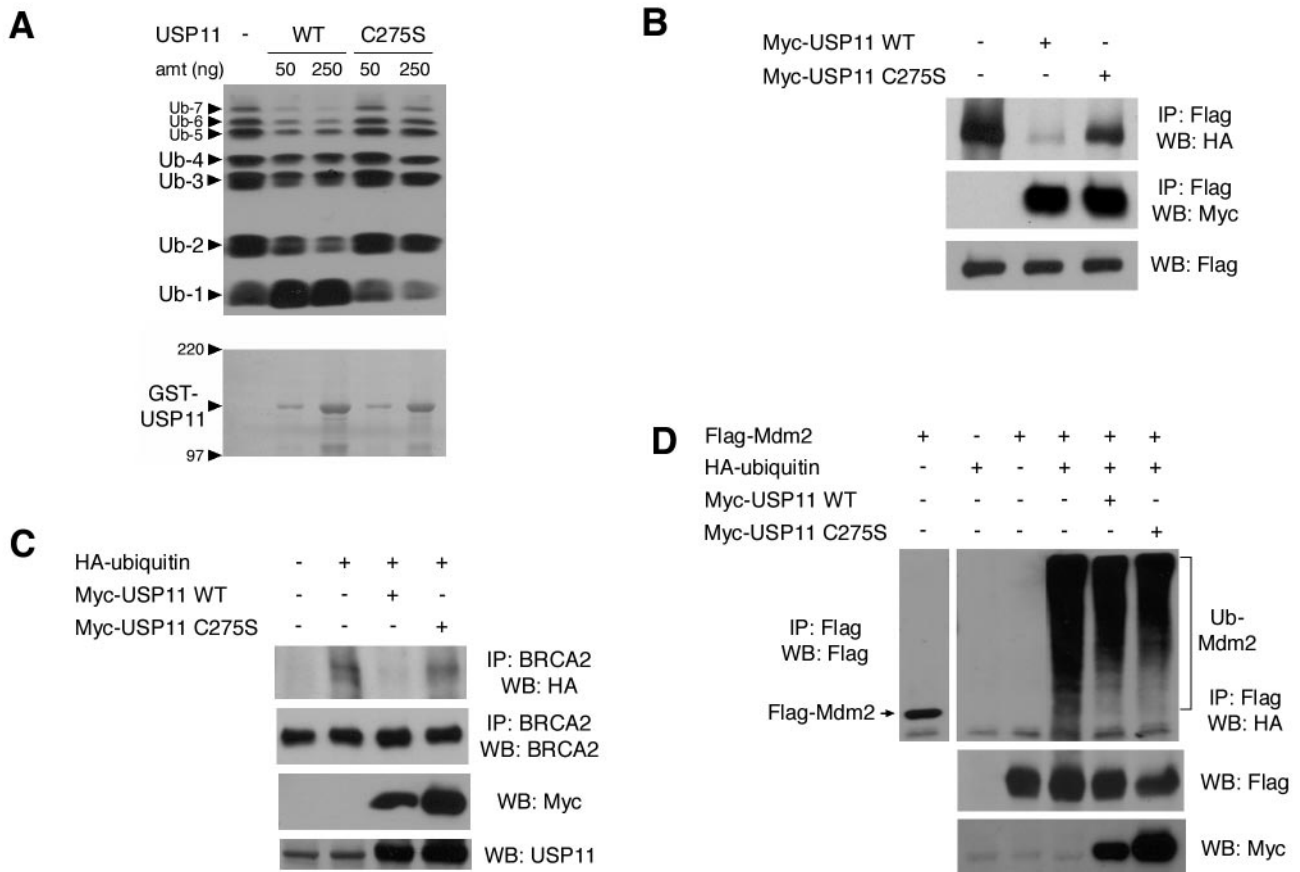 A
USP11 - WT C275S
amt (ng) 50 250 50 250
Ub-7
Ub-6
Ub-5
Ub-4
Ub-3
Ub-2
Ub-1
220
GST-
USP11
97
B
Myc-USP11 WT - + -
Myc-USP11 C275S - - +
IP: Flag
WB: HA
IP: Flag
WB: Myc
WB: Flag
C
HA-ubiquitin - + + +
Myc-USP11 WT - - + -
Myc-USP11 C275S - - - +
IP: BRCA2
WB: HA
IP: BRCA2
WB: BRCA2
WB: Myc
WB: USP11
D
Flag-Mdm2 + - + + + +
HA-ubiquitin - + - + + +
Myc-USP11 WT - - - - + -
Myc-USP11 C275S - - - - - +
IP: Flag
WB: Flag
Flag-Mdm2
Ub-
Mdm2
IP: Flag
WB: HA
WB: Flag
WB: Myc